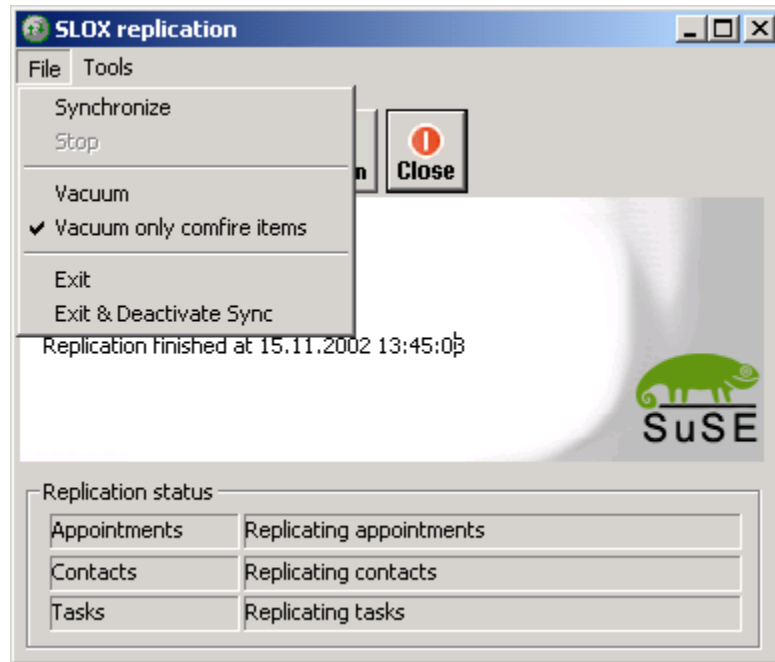 SLOX replication
File Tools
Synchronize
Stop
n Close
Vacuum
Vacuum only comfire items
Exit
Exit & Deactivate Sync
Replication finished at 15.11.2002 13:45:03
SuSE
Replication status
Appointments Replicating appointments
Contacts Replicating contacts
Tasks Replicating tasks